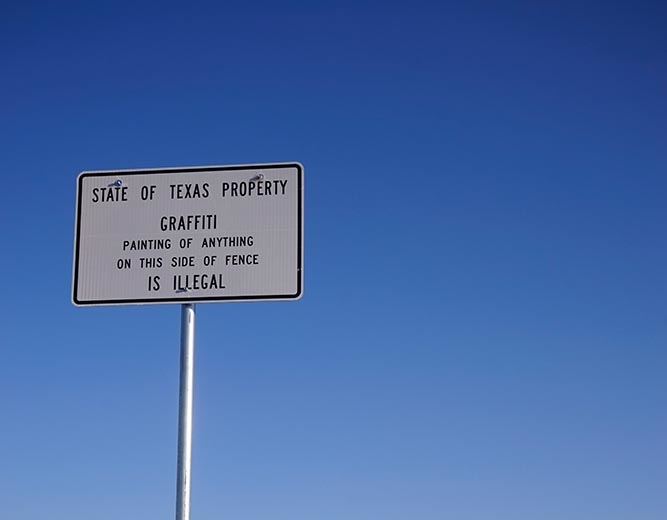 STATE OF TEXAS PROPERTY
GRAFFITI
PAINTING OF ANYTHING
ON THIS SIDE OF FENCE
IS ILLEGAL